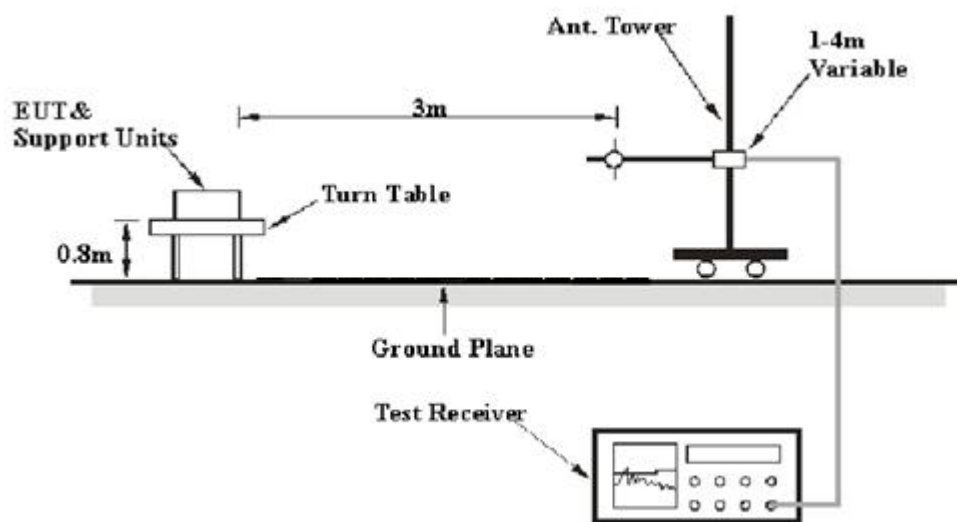 Ant. Tower
1-4m
Variable
3m
EUT&
Support Units
Turn Table
0.8m
Ground Plane
Test Receiver